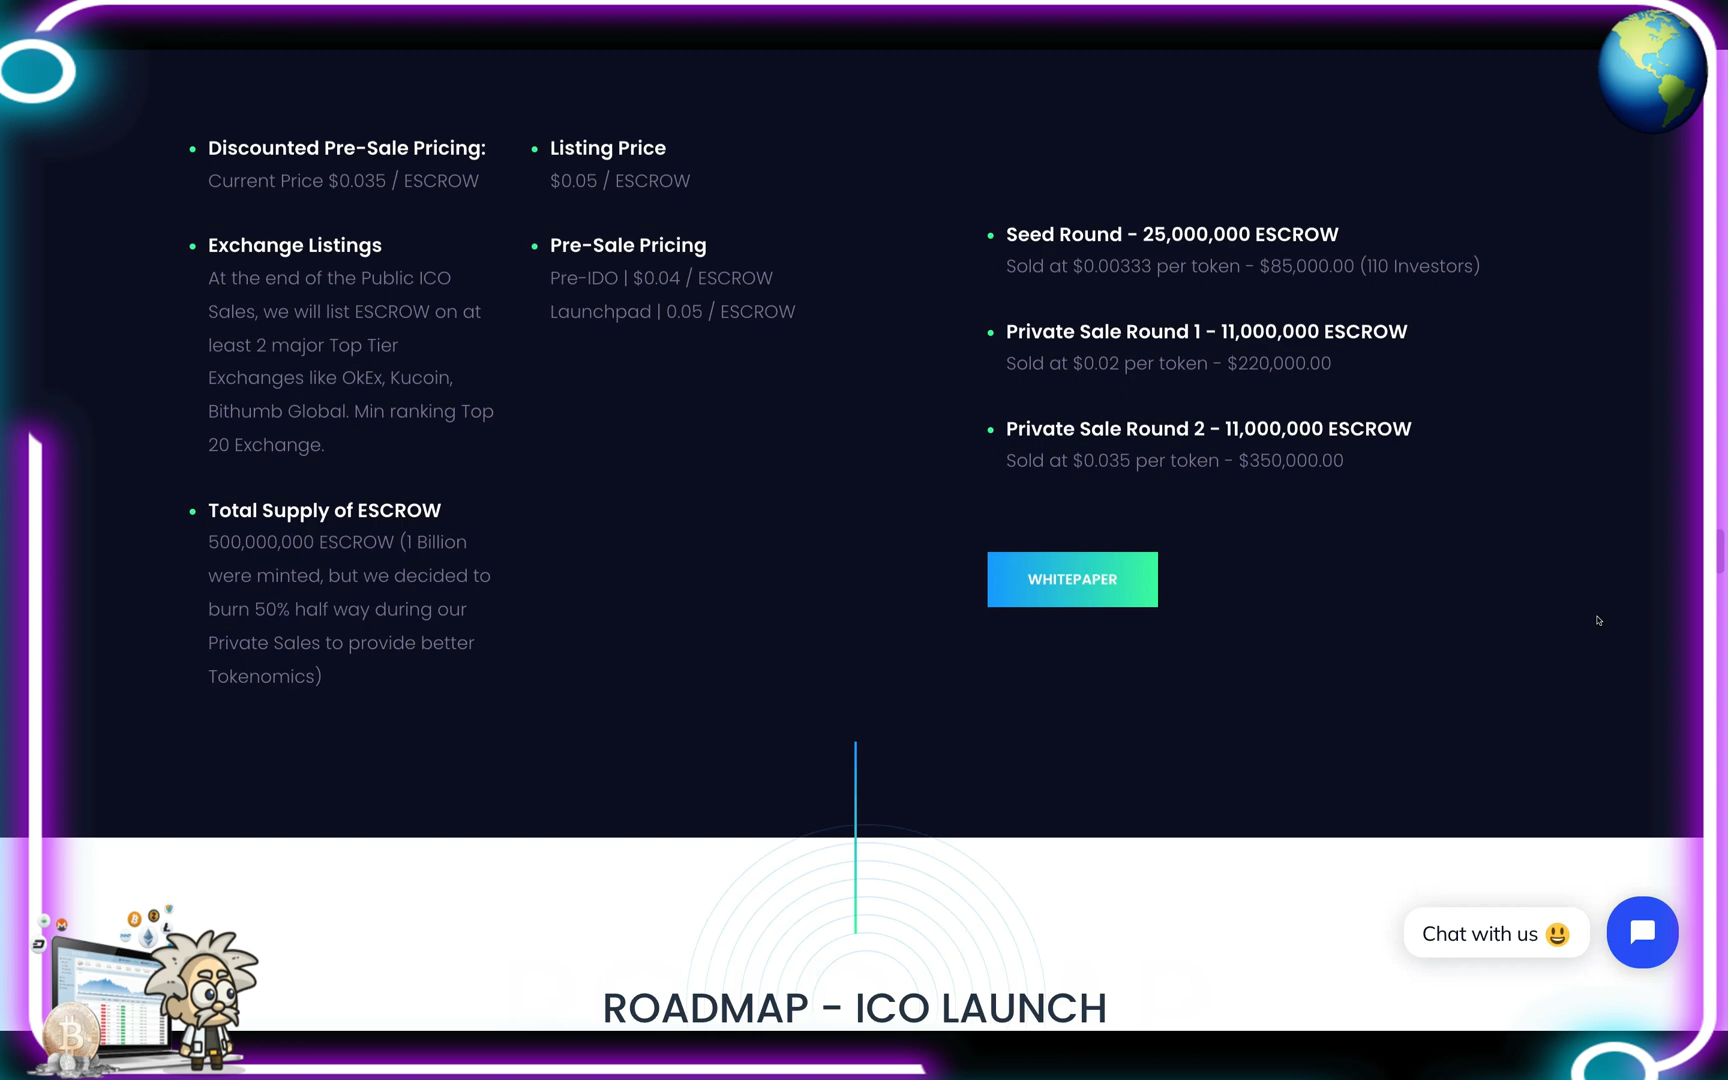 Discounted Pre-Sale Pricing:
Current Price $0.035 / ESCROW
Exchange Listings
At the end of the Public ICO
Sales, we will list ESCROW on at
least 2 major Top Tier
Exchanges like OkEx, Kucoin,
Bithumb Global. Min ranking Top
20 Exchange.
Total Supply of ESCROW
500,000,000 ESCROW (1 Billion
were minted, but we decided to
burn 50% half way during our
Private Sales to provide better
Tokenomics)
Listing Price
$0.05 / ESCROW
Pre-Sale Pricing
Pre-IDO | $0.04 / ESCROW
Launchpad | 0.05 / ESCROW
Seed Round - 25,000,000 ESCROW
Sold at $0.00333 per token - $85,000.00 (110 Investors)
Private Sale Round 1 - 11,000,000 ESCROW
Sold at $0.02 per token - $220,000.00
Private Sale Round 2 - 11,000,000 ESCROW
Sold at $0.035 per token - $350,000.00
WHITEPAPER
Chat with us 😃
ROADMAP - ICO LAUNCH